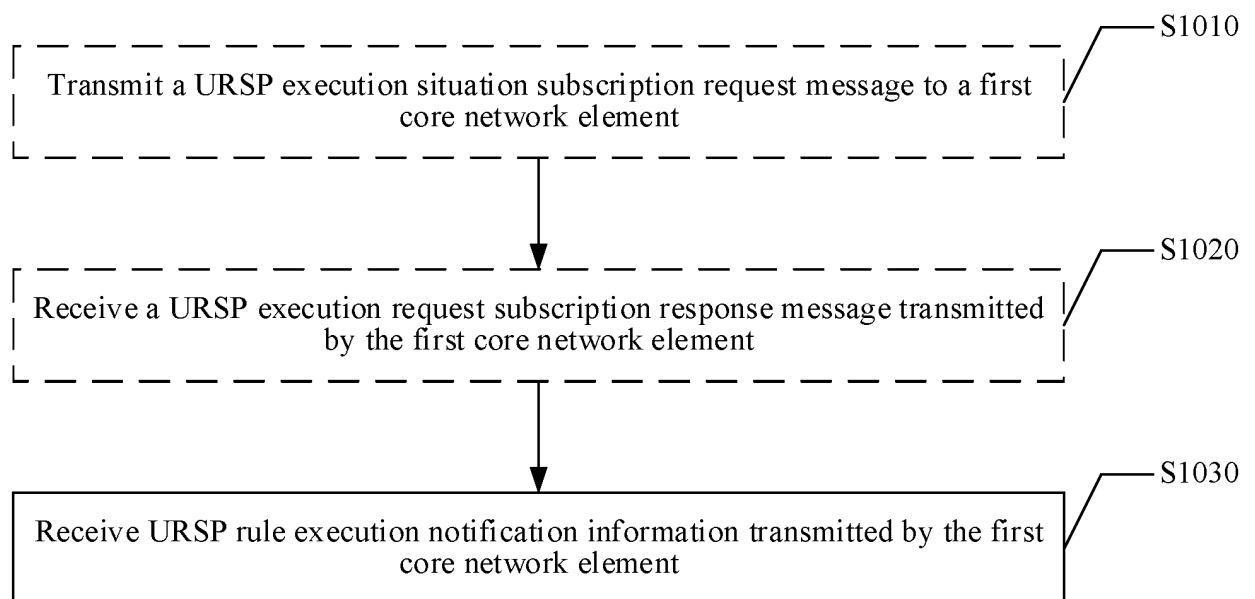 S1010
Transmit a URSP execution situation subscription request message to a first
core network element
S1020
Receive a URSP execution request subscription response message transmitted
by the first core network element
S1030
Receive URSP rule execution notification information transmitted by the first
core network element